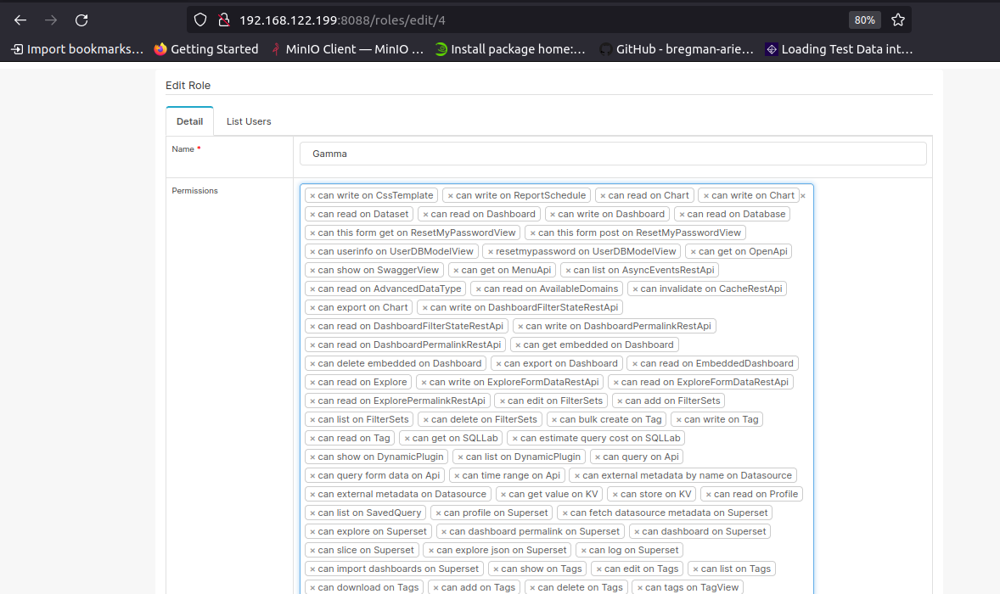 192.168.122.199:8088/roles/edit/4 80%
Import bookmarks... Getting Started MinIO Client — MinIO ... Install package home:... GitHub - bregman-arie... Loading Test Data int...
Edit Role
Detail List Users
Name * Gamma
Permissions
× can write on CssTemplate × can write on ReportSchedule × can read on Chart × can write on Chart ×
× can read on Dataset × can read on Dashboard × can write on Dashboard × can read on Database
× can this form get on ResetMyPasswordView × can this form post on ResetMyPasswordView
× can userinfo on UserDBModelView × resetmypassword on UserDBModelView × can get on OpenApi
× can show on SwaggerView × can get on MenuApi × can list on AsyncEventsRestApi
× can read on AdvancedDataType × can read on AvailableDomains × can invalidate on CacheRestApi
× can export on Chart × can write on DashboardFilterStateRestApi
× can read on DashboardFilterStateRestApi × can write on DashboardPermalinkRestApi
× can read on DashboardPermalinkRestApi × can get embedded on Dashboard
× can delete embedded on Dashboard × can export on Dashboard × can read on EmbeddedDashboard
× can read on Explore × can write on ExploreFormDataRestApi × can read on ExploreFormDataRestApi
× can read on ExplorePermalinkRestApi × can edit on FilterSets × can add on FilterSets
× can list on FilterSets × can delete on FilterSets × can bulk create on Tag × can write on Tag
× can read on Tag × can get on SQLLab × can estimate query cost on SQLLab
× can show on DynamicPlugin × can list on DynamicPlugin × can query on Api
× can query form data on Api × can time range on Api × can external metadata by name on Datasource
× can external metadata on Datasource × can get value on KV × can store on KV × can read on Profile
× can list on SavedQuery × can profile on Superset × can fetch datasource metadata on Superset
× can explore on Superset × can dashboard permalink on Superset × can dashboard on Superset
× can slice on Superset × can explore json on Superset × can log on Superset
× can import dashboards on Superset × can show on Tags × can edit on Tags × can list on Tags
× can download on Tags × can add on Tags × can delete on Tags × can tags on TagView